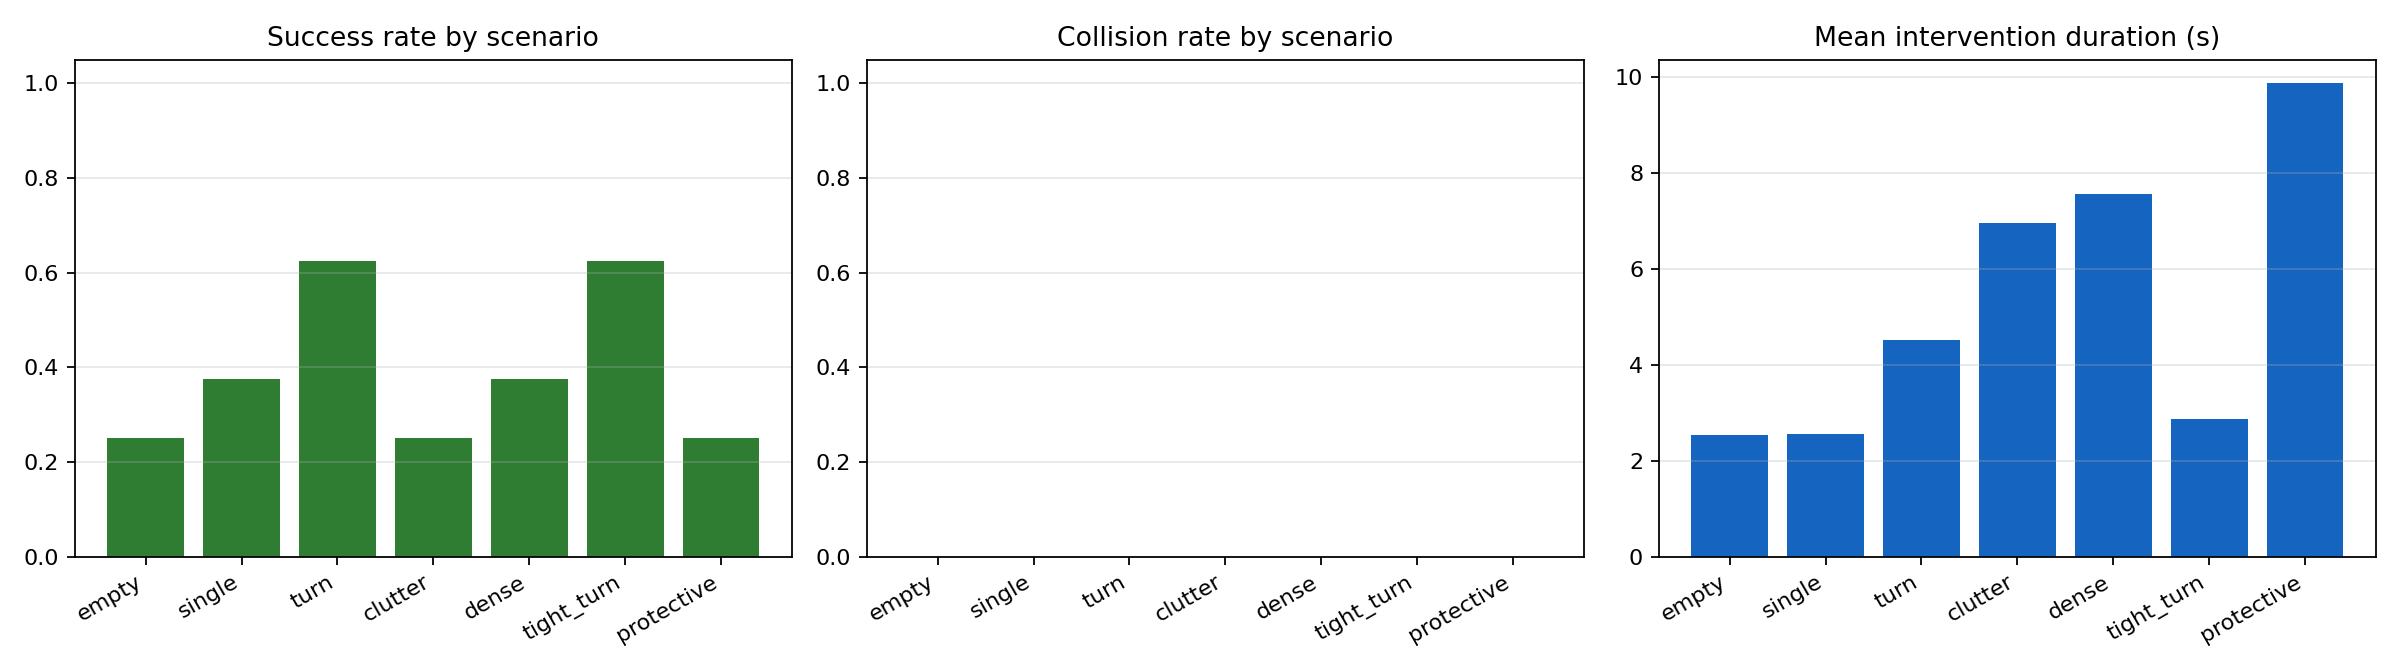 Success rate by scenario
1.0
0.8
0.6
0.4
0.2
0.0
empty
single
turn
clutter
dense
tight_turn
protective
Collision rate by scenario
1.0
0.8
0.6
0.4
0.2
0.0
empty
single
turn
clutter
dense
tight_turn
protective
Mean intervention duration (s)
10
8
6
4
2
0
empty
single
turn
clutter
dense
tight_turn
protective